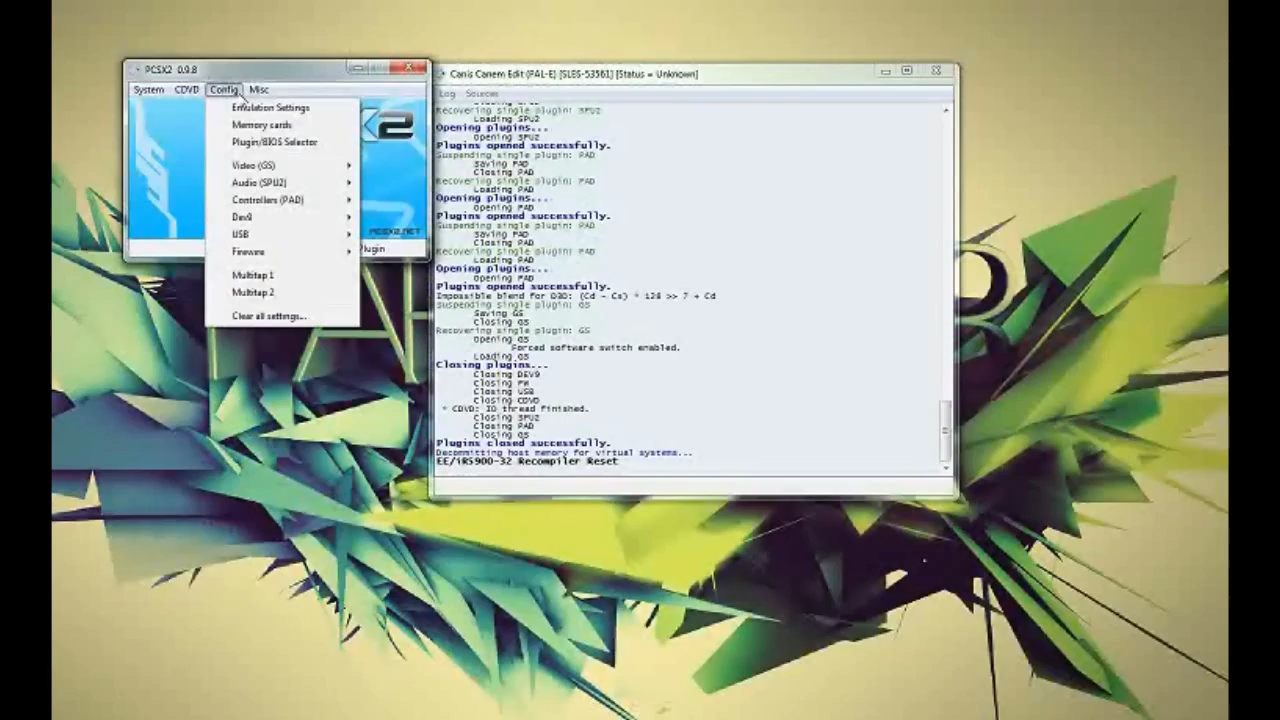 PCSX2 0.9.8
System CDVD Config Misc
Emulation Settings
Memory cards
Plugin/BIOS Selector
Video (GS)
Audio (SPU2)
Controllers (PAD)
Dev9
USB
Firewire
Multitap 1
Multitap 2
Clear all settings...
2
PCSX2.NET
Plugin
Canis Canem Edit (PAL-E) [SLES-53561] [Status = Unknown]
Log Sources
Recovering single plugin: SPU2
Loading SPU2
Opening plugins...
Opening SPU2
Plugins opened successfully.
Suspending single plugin: PAD
Saving PAD
Closing PAD
Recovering single plugin: PAD
Loading PAD
Opening plugins...
Opening PAD
Plugins opened successfully.
Suspending single plugin: PAD
Saving PAD
Closing PAD
Recovering single plugin: PAD
Loading PAD
Opening plugins...
Opening PAD
Plugins opened successfully.
Impossible blend for D3D: (Cd - Cs) * 128 >> 7 + Cd
Suspending single plugin: GS
Saving GS
Closing GS
Recovering single plugin: GS
Opening GS
Forced software switch enabled.
Loading GS
Closing plugins...
Closing DEV9
Closing FW
Closing USB
Closing CDVD
* CDVD: IO thread finished.
Closing SPU2
Closing PAD
Closing GS
Plugins closed successfully.
Decommitting host memory for virtual systems...
EE/iR5900-32 Recompiler Reset